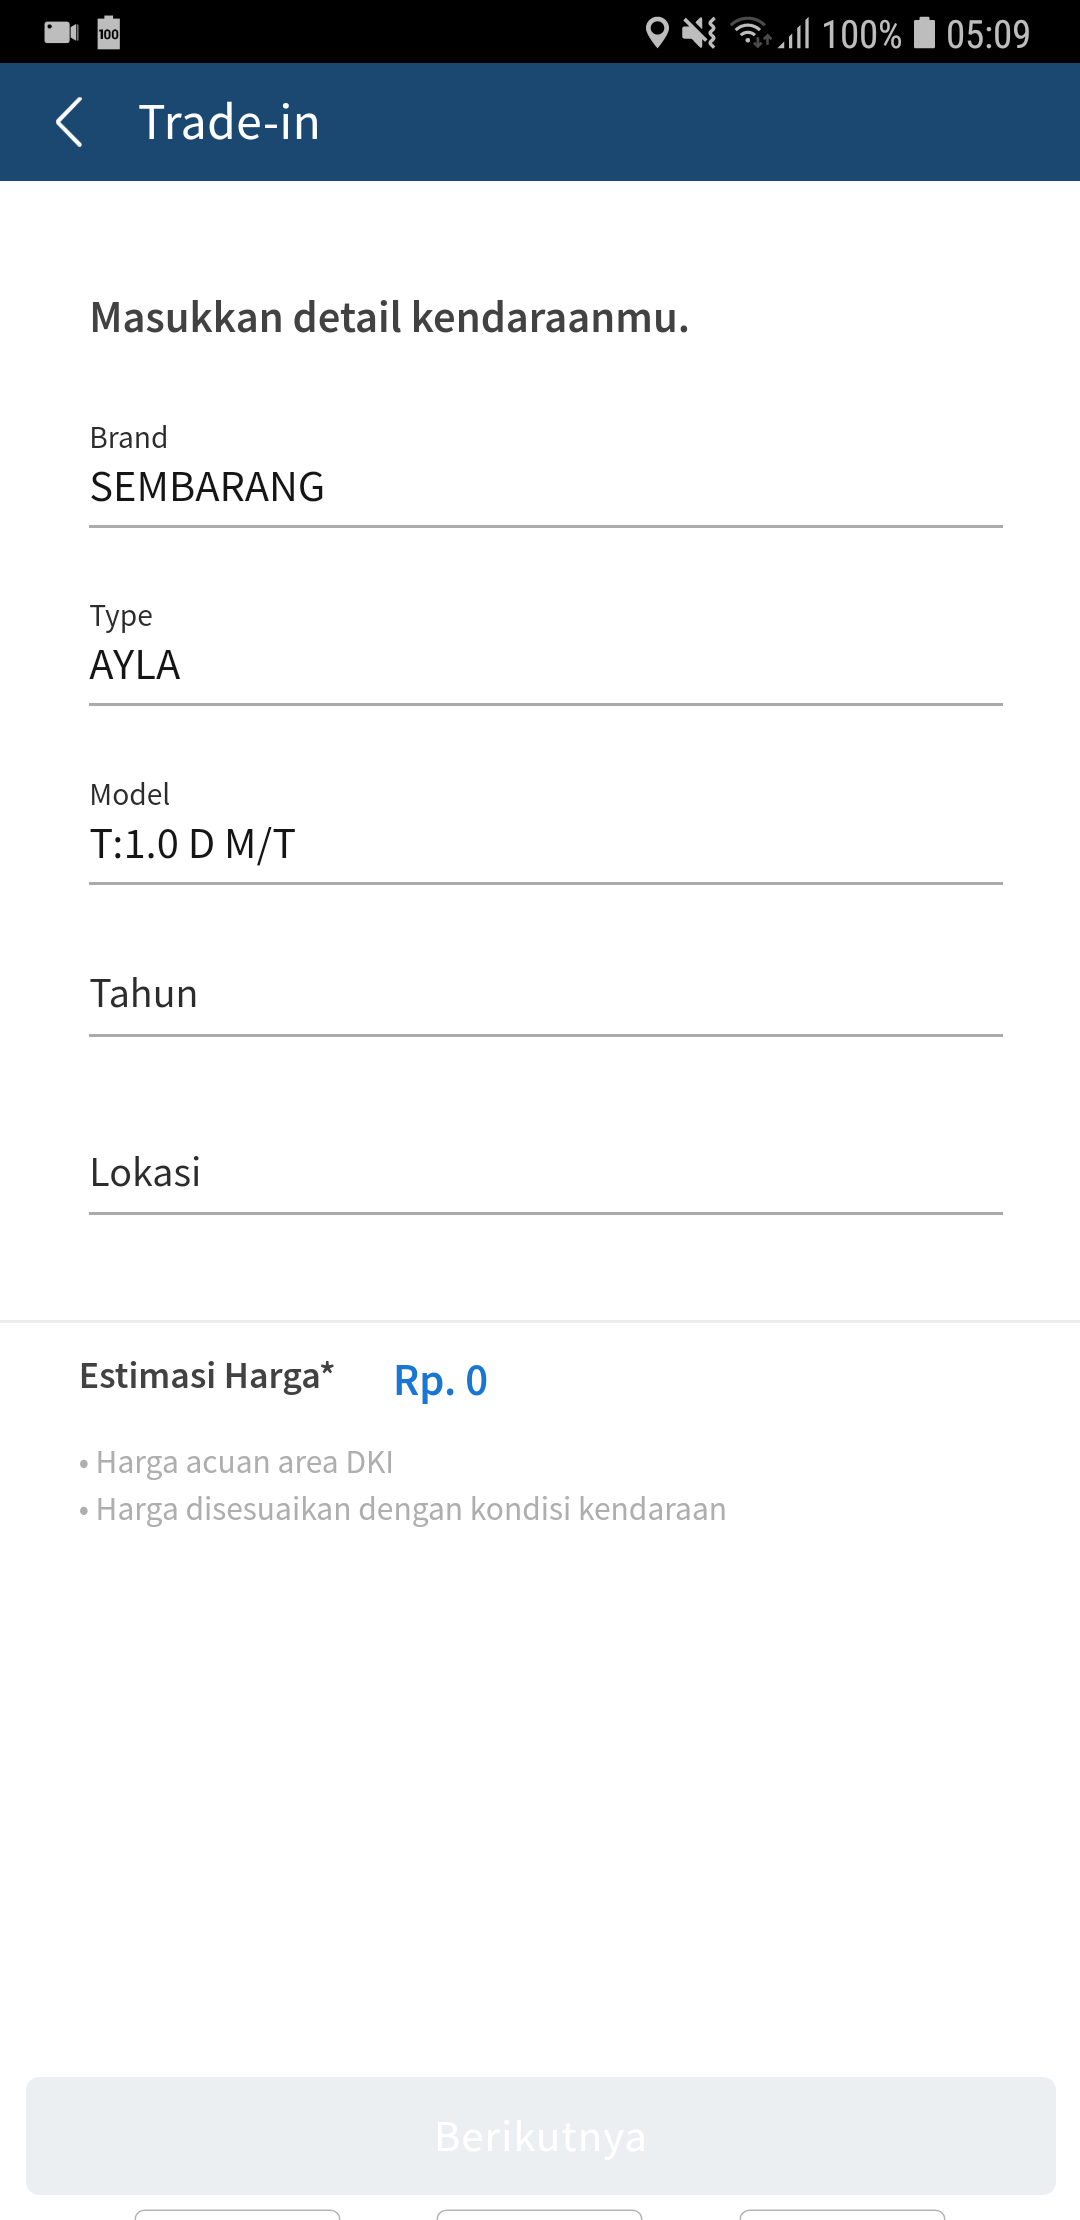 100
100% 05:09
Trade-in
Masukkan detail kendaraanmu.
Brand
SEMBARANG
Type
AYLA
Model
T:1.0 D M/T
Tahun
Lokasi
Estimasi Harga* Rp. 0
• Harga acuan area DKI
• Harga disesuaikan dengan kondisi kendaraan
Berikutnya